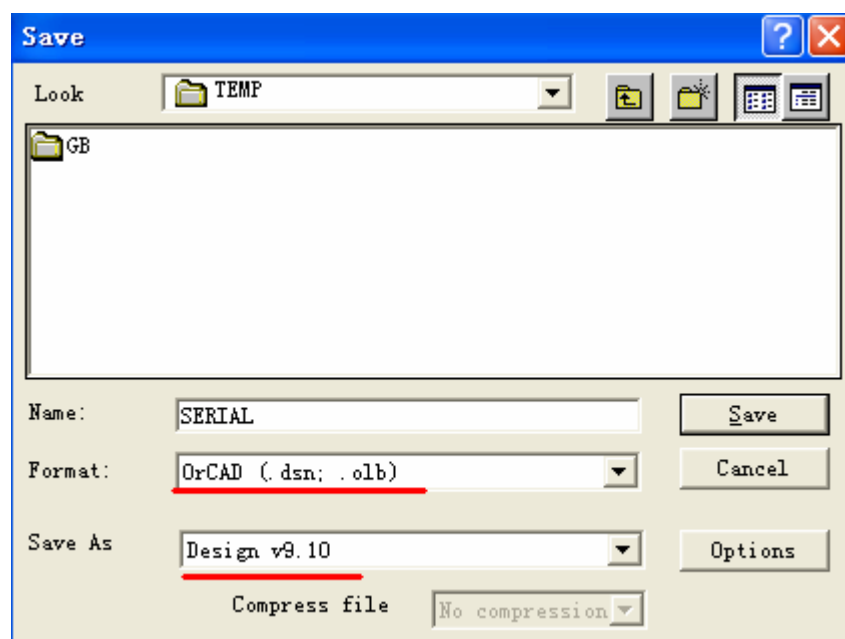 Save
Look TEMP
GB
Name: SERIAL Save
Format: OrCAD (.dsn; .olb) Cancel
Save As Design v9.10 Options
Compress file No compression